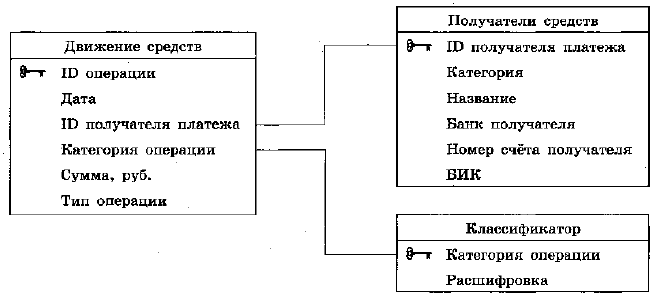 Движение средств
ID операции
Дата
ID получателя платежа
Категория операции
Сумма, руб.
Тип операции
Получатели средств
ID получателя платежа
Категория
Название
Банк получателя
Номер счёта получателя
БИК
Классификатор
Категория операции
Расшифровка